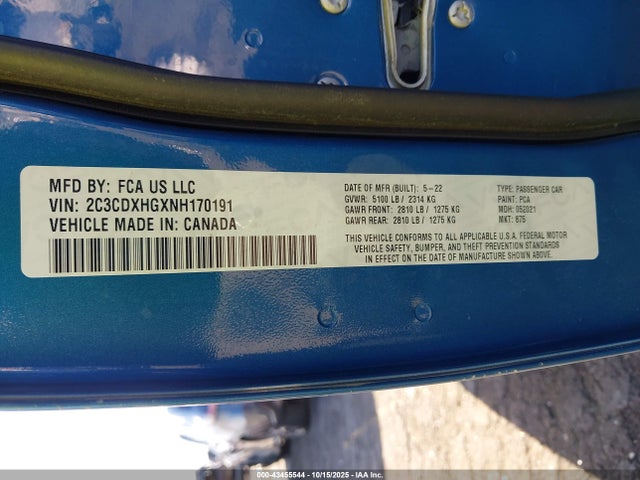 MFD BY: FCA US LLC
VIN: 2C3CDXHGXNH170191
VEHICLE MADE IN: CANADA
DATE OF MFR (BUILT): 5-22
GVWR: 5100 LB / 2314 KG
GAWR FRONT: 2810 LB / 1275 KG
GAWR REAR: 2810 LB / 1275 KG
TYPE: PASSENGER CAR
PAINT: PCA
MDH: 052021
MKT: 675
THIS VEHICLE CONFORMS TO ALL APPLICABLE U.S.A. FEDERAL MOTOR
VEHICLE SAFETY, BUMPER, AND THEFT PREVENTION STANDARDS
IN EFFECT ON THE DATE OF MANUFACTURE SHOWN ABOVE.
000-43455544 - 10/15/2025 - IAA Inc.